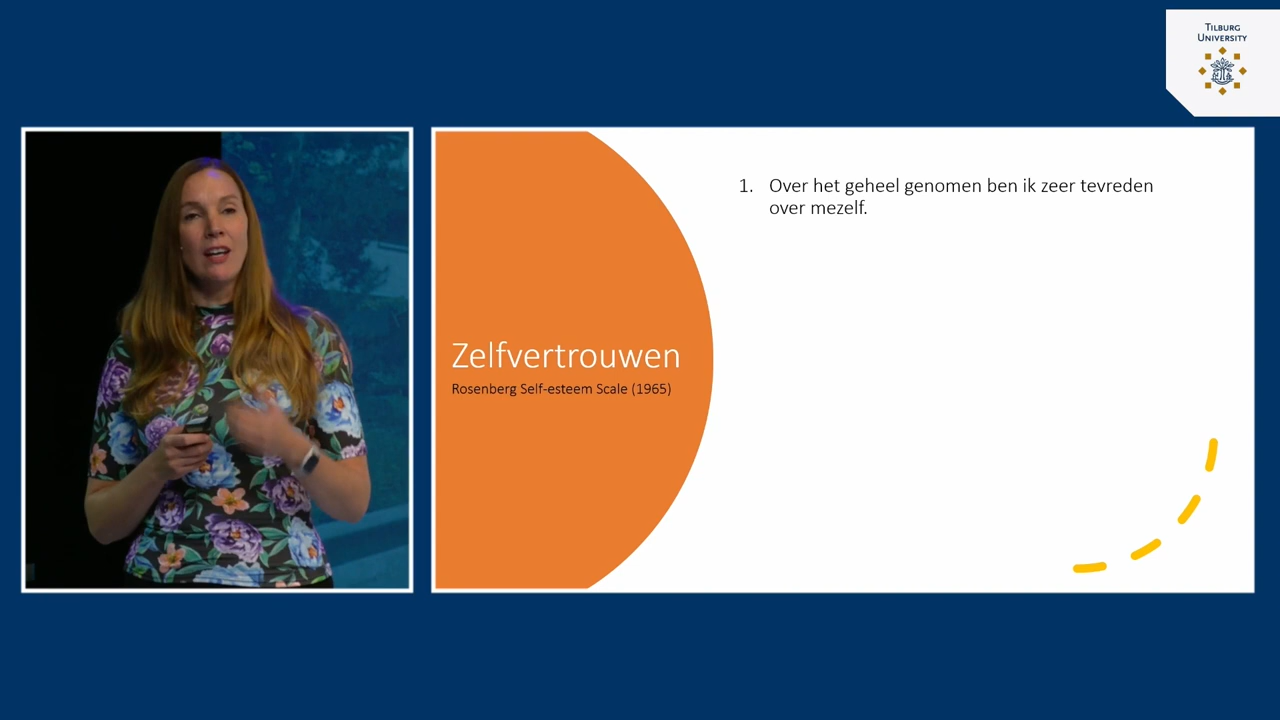 TILBURG
UNIVERSITY
1. Over het geheel genomen ben ik zeer tevreden
over mezelf.
Zelfvertrouwen
Rosenberg Self-esteem Scale (1965)